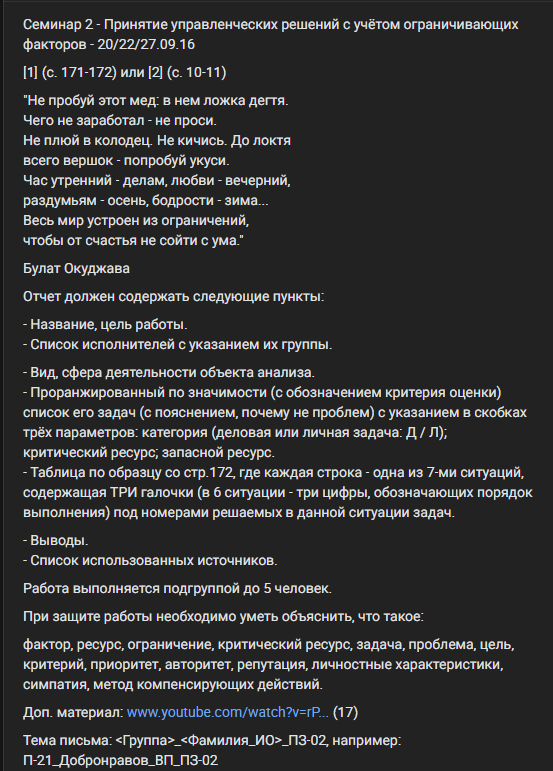 Семинар 2 - Принятие управленческих решений с учётом ограничивающих
факторов - 20/22/27.09.16
[1] (с. 171-172) или [2] (с. 10-11)
"Не пробуй этот мед: в нем ложка дегтя.
Чего не заработал - не проси.
Не плюй в колодец. Не кичись. До локтя
всего вершок - попробуй укуси.
Час утренний - делам, любви - вечерний,
раздумьям - осень, бодрости - зима...
Весь мир устроен из ограничений,
чтобы от счастья не сойти с ума."
Булат Окуджава
Отчет должен содержать следующие пункты:
- Название, цель работы.
- Список исполнителей с указанием их группы.
- Вид, сфера деятельности объекта анализа.
- Проранжированный по значимости (с обозначением критерия оценки)
список его задач (с пояснением, почему не проблем) с указанием в скобках
трёх параметров: категория (деловая или личная задача: Д / Л);
критический ресурс; запасной ресурс.
- Таблица по образцу со стр.172, где каждая строка - одна из 7-ми ситуаций,
содержащая ТРИ галочки (в 6 ситуации - три цифры, обозначающих порядок
выполнения) под номерами решаемых в данной ситуации задач.
- Выводы.
- Список использованных источников.
Работа выполняется подгруппой до 5 человек.
При защите работы необходимо уметь объяснить, что такое:
фактор, ресурс, ограничение, критический ресурс, задача, проблема, цель,
критерий, приоритет, авторитет, репутация, личностные характеристики,
симпатия, метод компенсирующих действий.
Доп. материал: www.youtube.com/watch?v=rP... (17)
Тема письма: <Группа>_<Фамилия_ИО>_ПЗ-02, например:
П-21_Добронравов_ВП_ПЗ-02